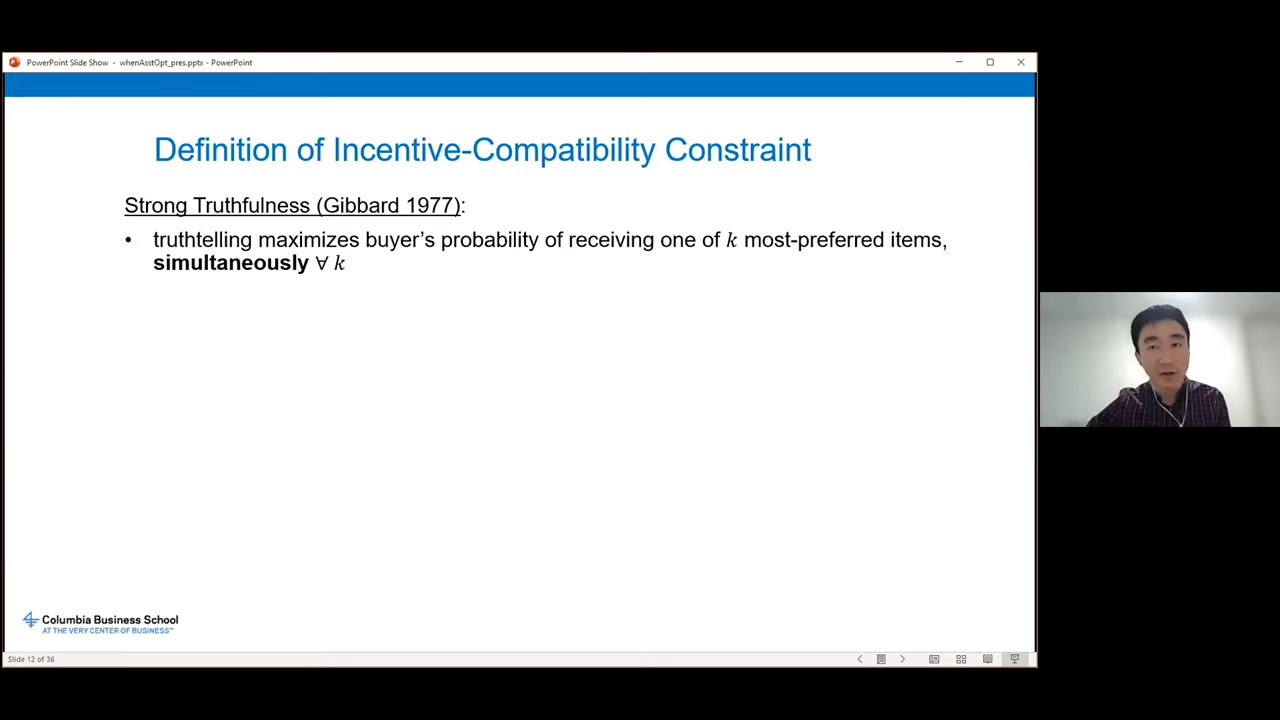 PowerPoint Slide Show - whenAsstOpt_pres.pptx - PowerPoint
Definition of Incentive-Compatibility Constraint
Strong Truthfulness (Gibbard 1977):
• truthtelling maximizes buyer’s probability of receiving one of k most-preferred items,
simultaneously ∀ k
Columbia Business School
AT THE VERY CENTER OF BUSINESS™
Slide 12 of 36